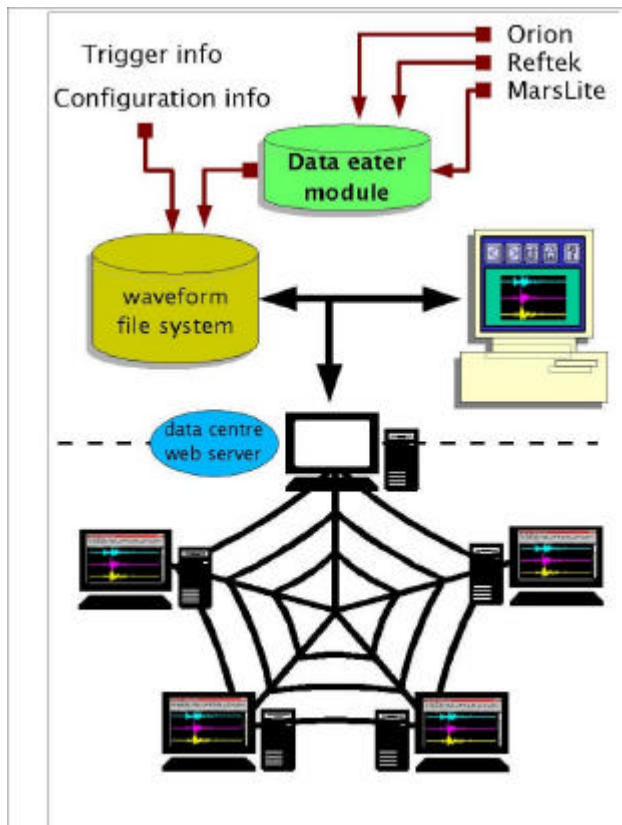 Trigger info
Configuration info
Orion
Reftek
MarsLite
Data eater
module
waveform
file system
data centre
web server